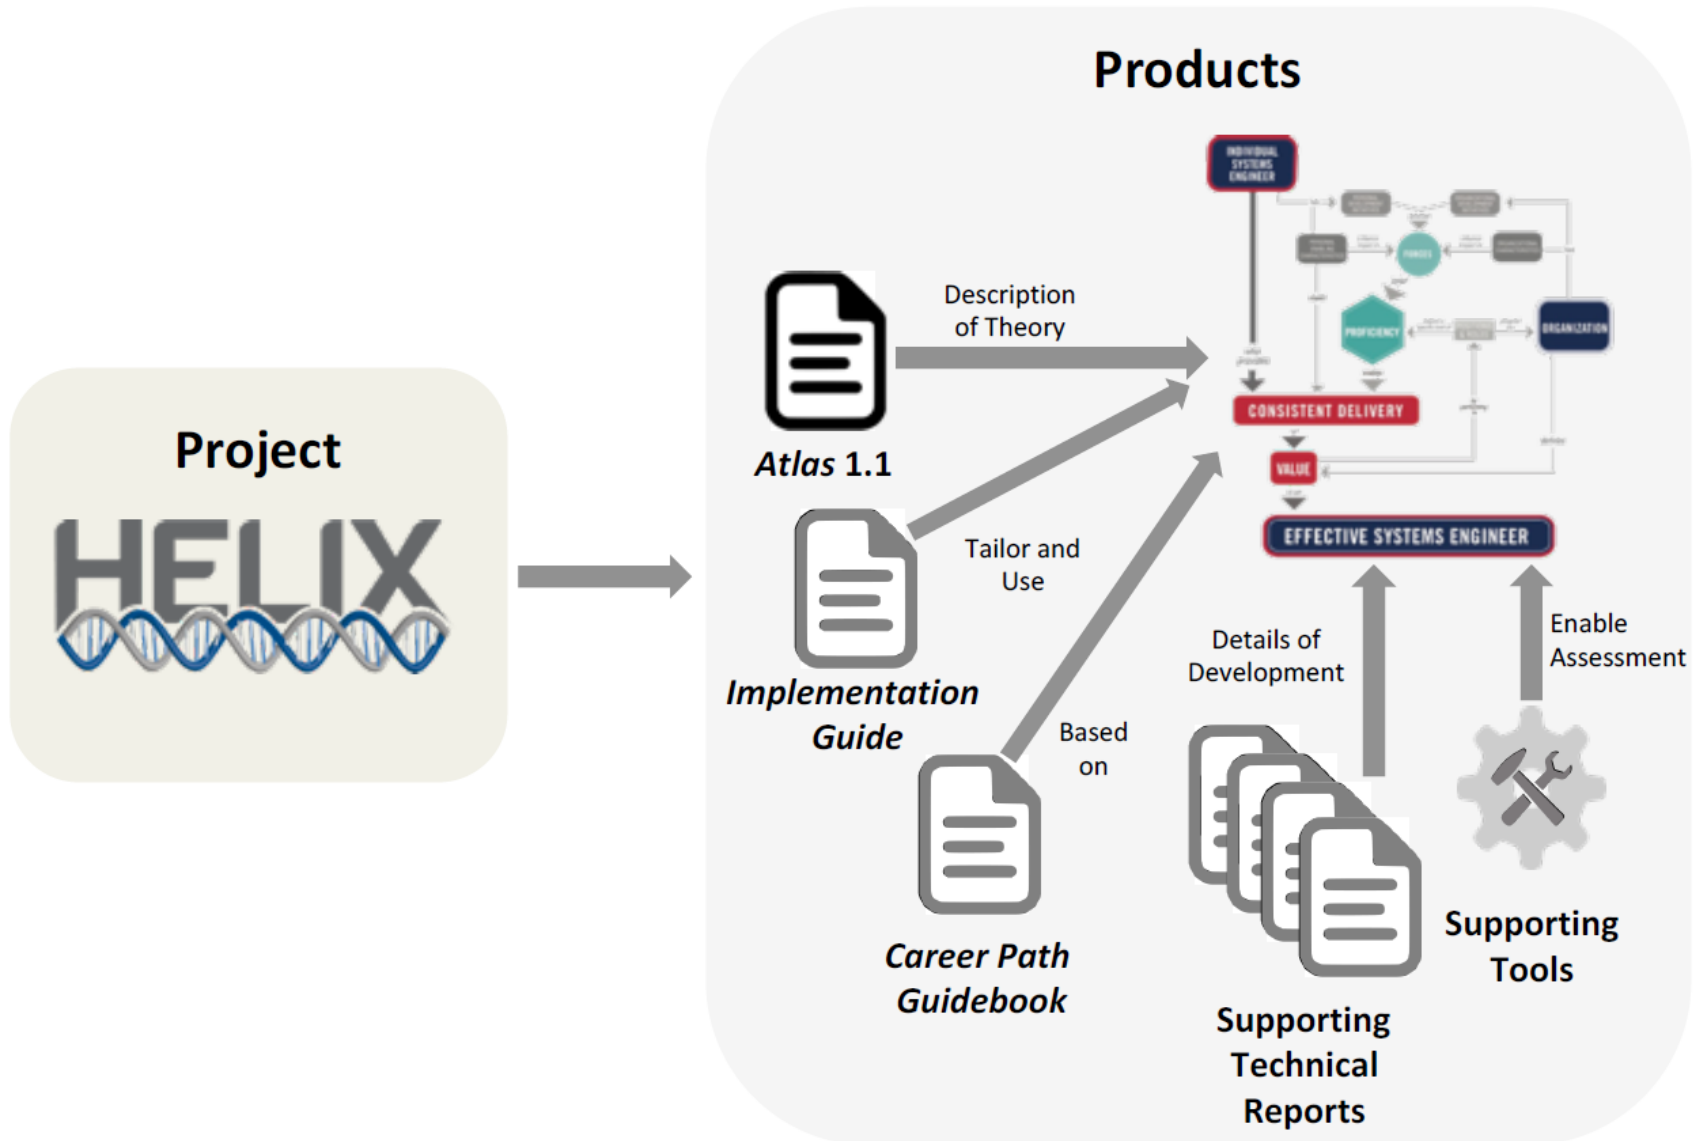 Products
INDIVIDUAL
SYSTEMS
ENGINEER
FORCES
PROFICIENCY
ORGANIZATION
CONSISTENT DELIVERY
VALUE
EFFECTIVE SYSTEMS ENGINEER
Description
of Theory
Atlas 1.1
Project
HELIX
Tailor and
Use
Implementation
Guide
Based
on
Career Path
Guidebook
Details of
Development
Supporting
Technical
Reports
Enable
Assessment
Supporting
Tools